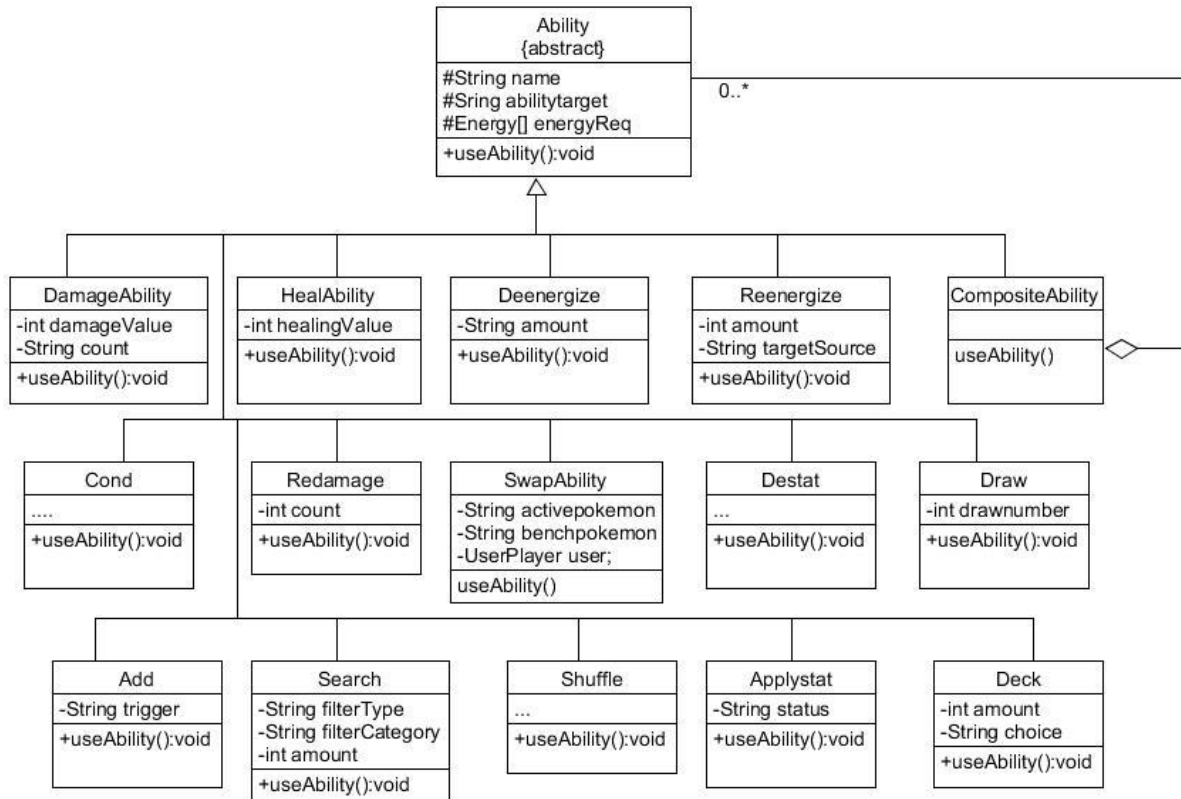 Ability
{abstract}
#String name
#Sring abilitytarget
#Energy[] energyReq
+useAbility():void
0..*
DamageAbility
-int damageValue
-String count
+useAbility():void
HealAbility
-int healingValue
+useAbility():void
Deenergize
-String amount
+useAbility():void
Reenergize
-int amount
-String targetSource
+useAbility():void
CompositeAbility
useAbility()
Cond
....
+useAbility():void
Redamage
-int count
+useAbility():void
SwapAbility
-String activepokemon
-String benchpokemon
-UserPlayer user;
useAbility()
Destat
...
+useAbility():void
Draw
-int drawnumber
+useAbility():void
Add
-String trigger
+useAbility():void
Search
-String filterType
-String filterCategory
-int amount
+useAbility():void
Shuffle
...
+useAbility():void
Applystat
-String status
+useAbility():void
Deck
-int amount
-String choice
+useAbility():void